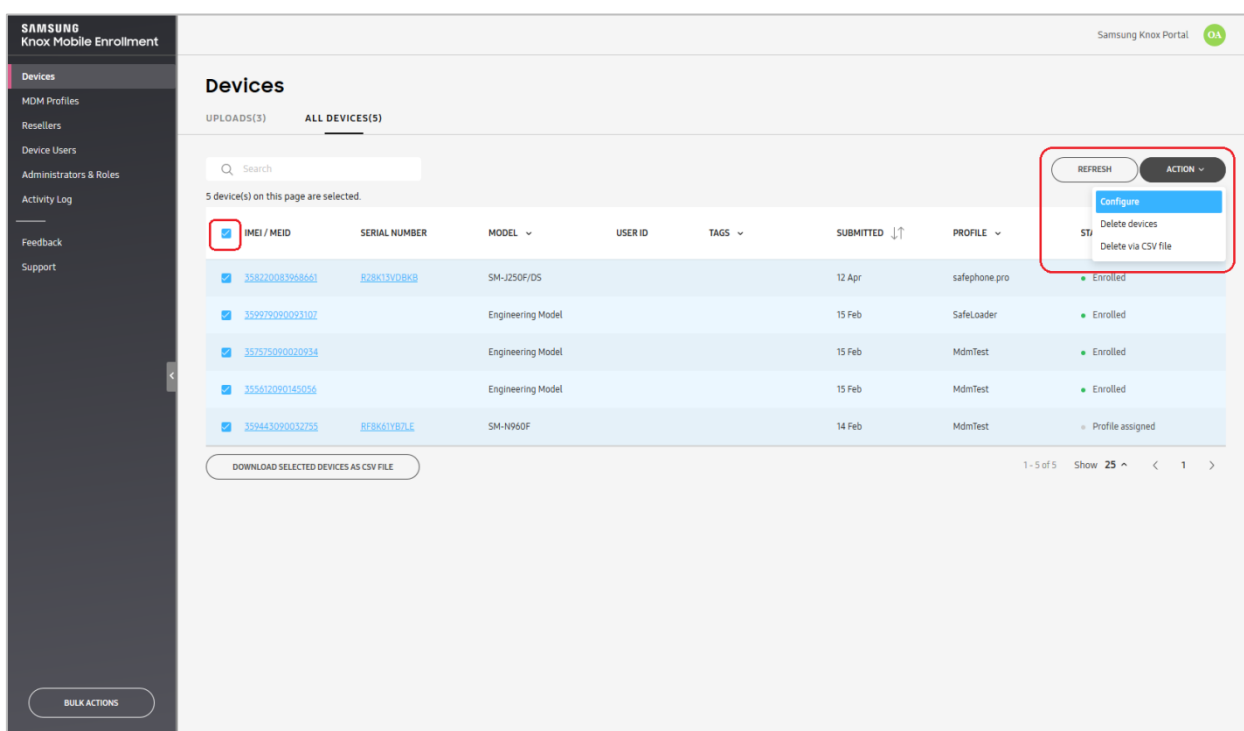 SAMSUNG
Knox Mobile Enrollment
Samsung Knox Portal OA
Devices
MDM Profiles
Resellers
Device Users
Administrators & Roles
Activity Log
Feedback
Support
BULK ACTIONS
Devices
UPLOADS(3) ALL DEVICES(5)
Search
REFRESH ACTION
5 device(s) on this page are selected.
Configure
Delete devices
Delete via CSV file
IMEI / MEID SERIAL NUMBER MODEL USER ID TAGS SUBMITTED PROFILE STA
358220083968661 R28K13VDBKB SM-J250F/DS 12 Apr safephone.pro Enrolled
359979090093107 Engineering Model 15 Feb SafeLoader Enrolled
357575090020934 Engineering Model 15 Feb MdmTest Enrolled
355612090145056 Engineering Model 15 Feb MdmTest Enrolled
359443090032755 RF8K61YB7LE SM-N960F 14 Feb MdmTest Profile assigned
DOWNLOAD SELECTED DEVICES AS CSV FILE 1 - 5 of 5 Show 25 < 1 >